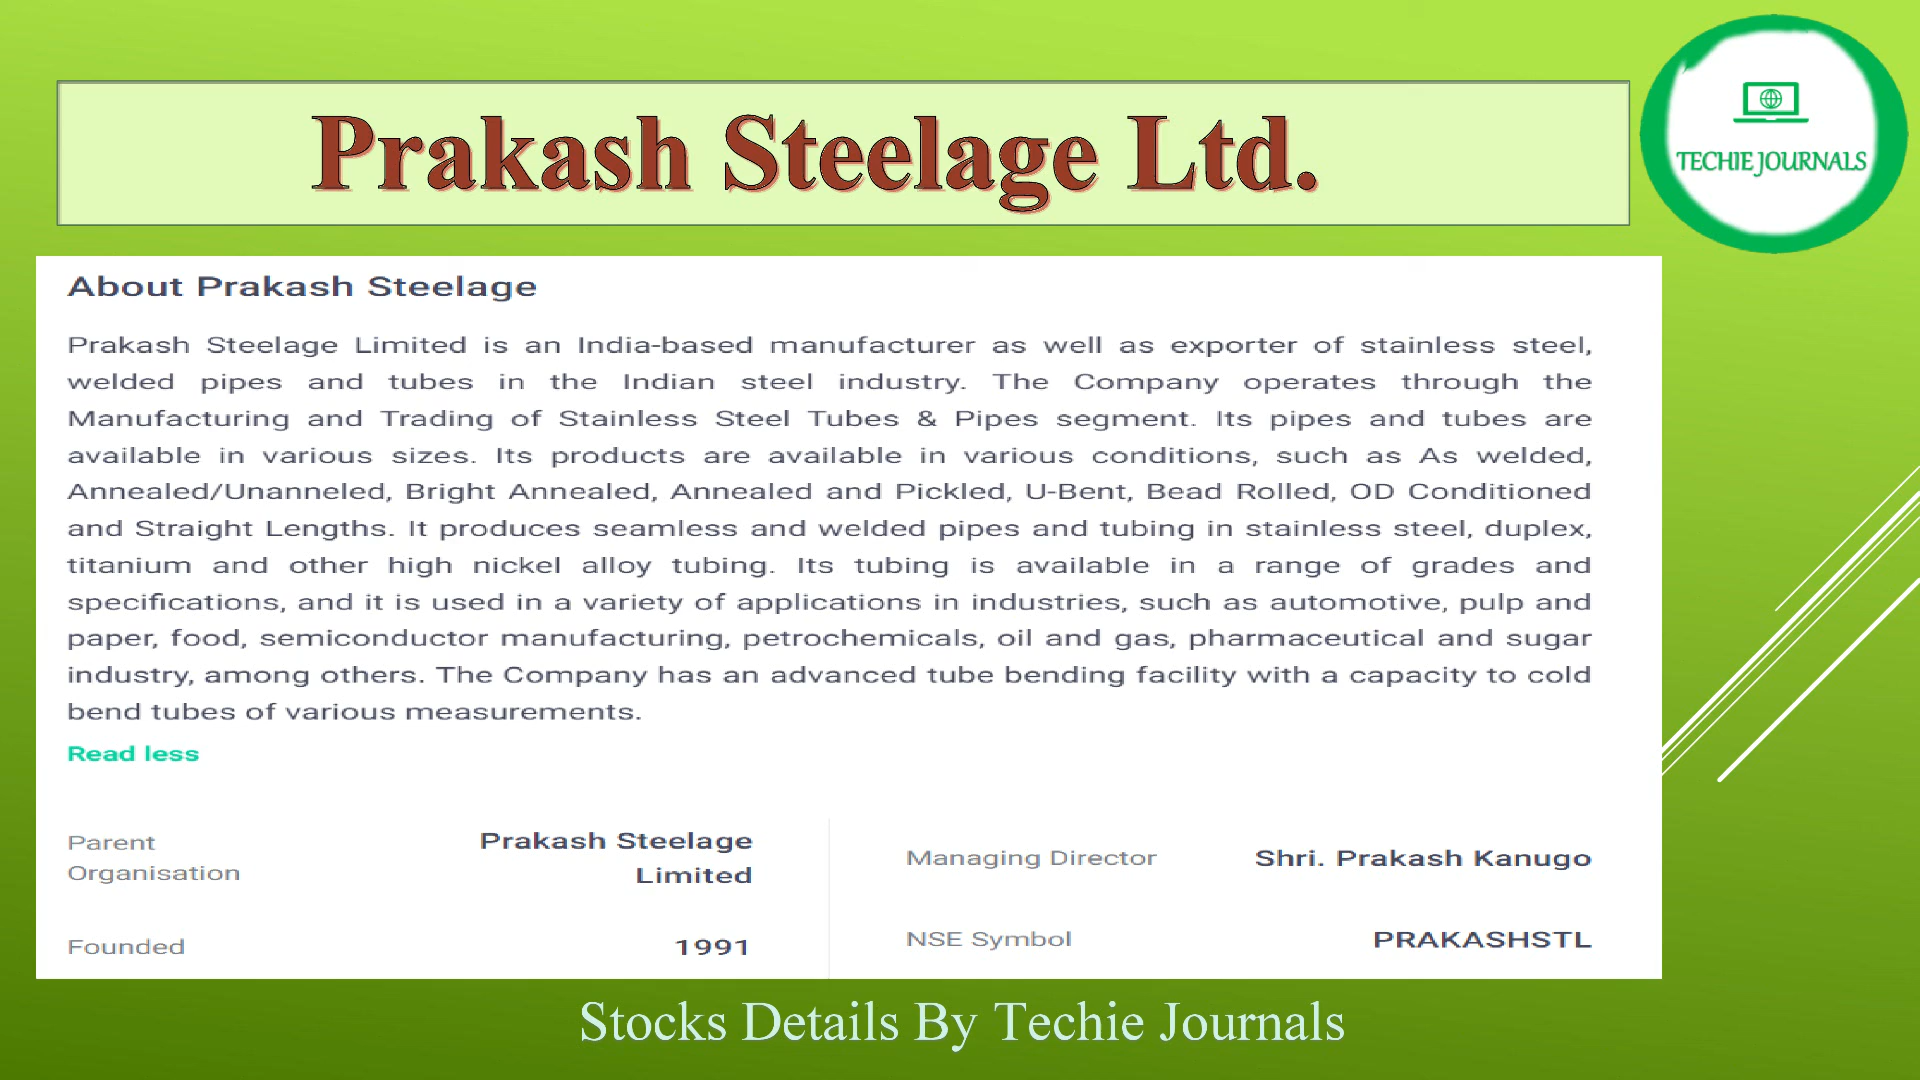 Prakash Steelage Ltd.
TECHIE JOURNALS
About Prakash Steelage
Prakash Steelage Limited is an India-based manufacturer as well as exporter of stainless steel,
welded pipes and tubes in the Indian steel industry. The Company operates through the
Manufacturing and Trading of Stainless Steel Tubes & Pipes segment. Its pipes and tubes are
available in various sizes. Its products are available in various conditions, such as As welded,
Annealed/Unanneled, Bright Annealed, Annealed and Pickled, U-Bent, Bead Rolled, OD Conditioned
and Straight Lengths. It produces seamless and welded pipes and tubing in stainless steel, duplex,
titanium and other high nickel alloy tubing. Its tubing is available in a range of grades and
specifications, and it is used in a variety of applications in industries, such as automotive, pulp and
paper, food, semiconductor manufacturing, petrochemicals, oil and gas, pharmaceutical and sugar
industry, among others. The Company has an advanced tube bending facility with a capacity to cold
bend tubes of various measurements.
Read less
Parent
Organisation
Prakash Steelage
Limited
Managing Director
Shri. Prakash Kanugo
Founded
1991
NSE Symbol
PRAKASHSTL
Stocks Details By Techie Journals